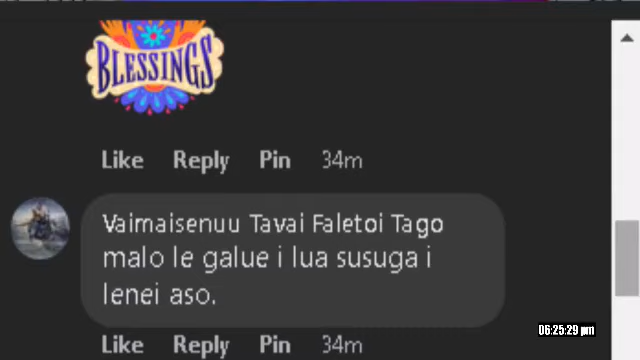 BLESSINGS
Like Reply Pin 34m
Vaimaisenuu Tavai Faletoi Tago
malo le galue i lua susuga i
lenei aso.
Like Reply Pin 34m
06:25:29 pm